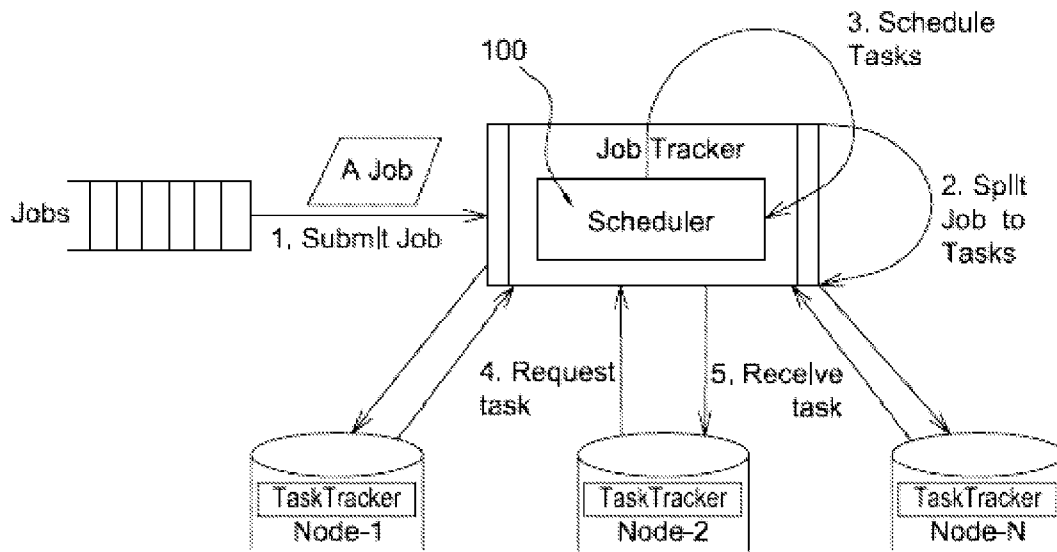 3. Schedule
Tasks
100
A Job
Job Tracker
Jobs
1. Submit Job
Scheduler
2. Split
Job to
Tasks
4. Request
task
5. Receive
task
TaskTracker
Node-1
TaskTracker
Node-2
TaskTracker
Node-N